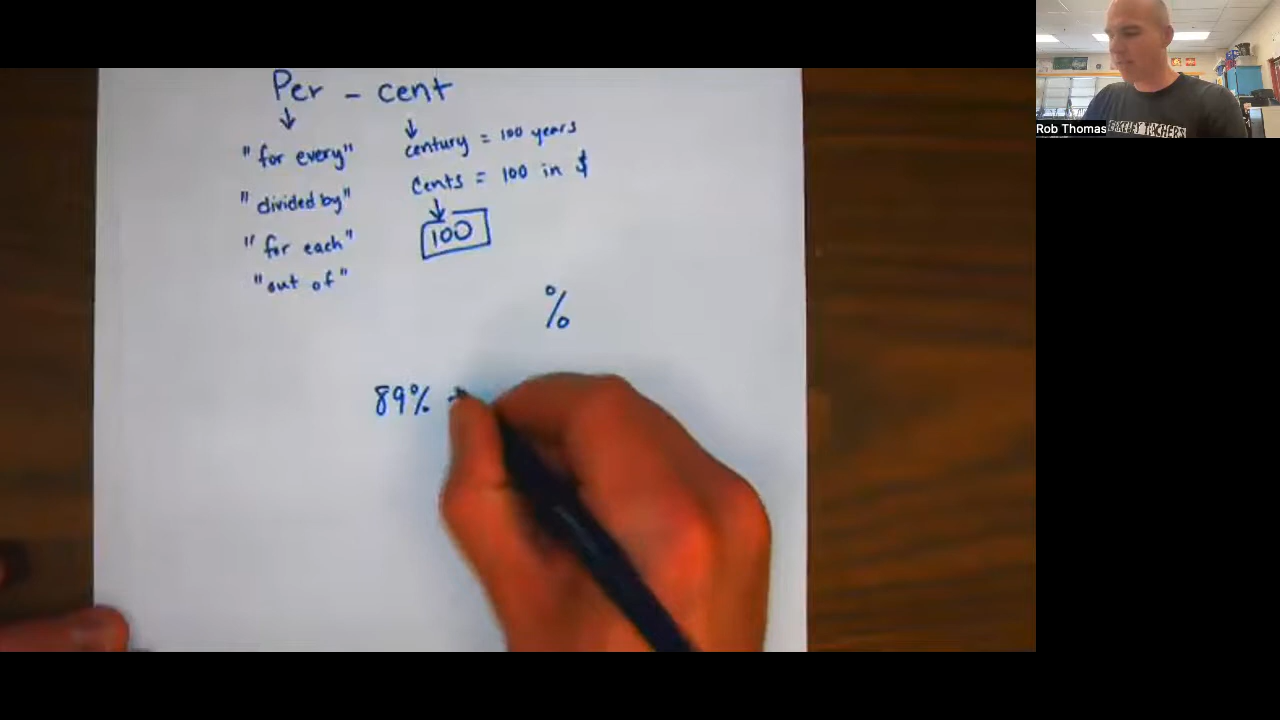 Per - cent
"for every"
century = 100 years
"divided by"
Cents = 100 in $
"for each"
100
"out of"
%
89%
Rob Thomas
TEACHERS